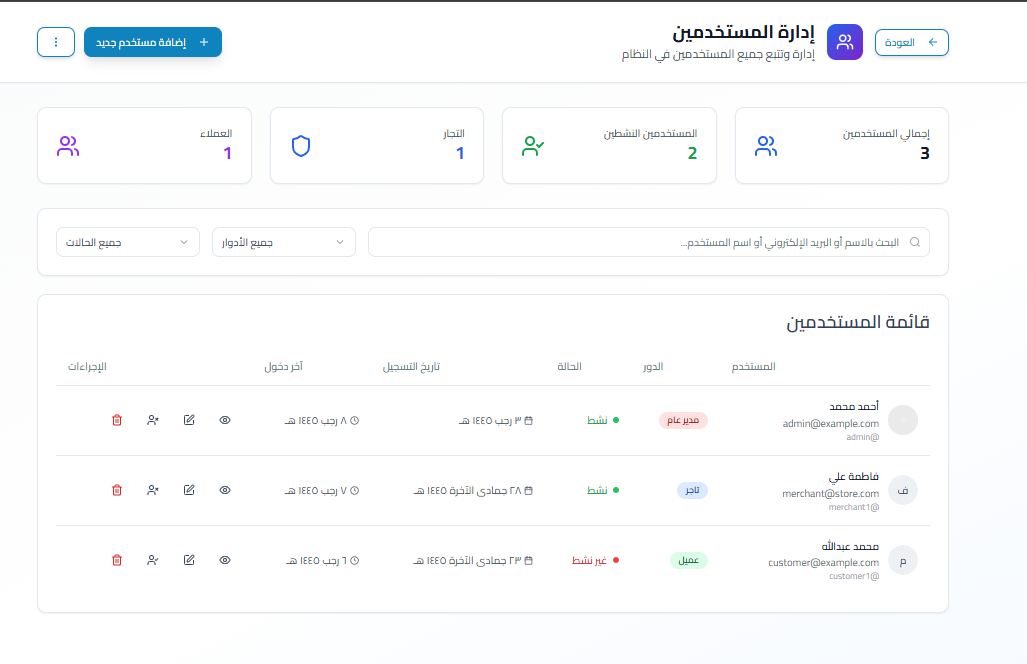 العودة
إدارة المستخدمين
إدارة وتتبع جميع المستخدمين في النظام
إضافة مستخدم جديد
إجمالي المستخدمين
3
المستخدمين النشطين
2
التجار
1
العملاء
1
البحث بالاسم أو البريد الإلكتروني أو اسم المستخدم...
جميع الأدوار
جميع الحالات
قائمة المستخدمين
المستخدم الدور الحالة تاريخ التسجيل آخر دخول الإجراءات
أحمد محمد
admin@example.com
@admin
مدير عام
نشط
٣ رجب ١٤٤٥ هـ
٨ رجب ١٤٤٥ هـ
ف
فاطمة علي
merchant@store.com
@merchant1
تاجر
نشط
٢٨ جمادى الآخرة ١٤٤٥ هـ
٧ رجب ١٤٤٥ هـ
م
محمد عبدالله
customer@example.com
@customer1
عميل
غير نشط
٢٣ جمادى الآخرة ١٤٤٥ هـ
٦ رجب ١٤٤٥ هـ